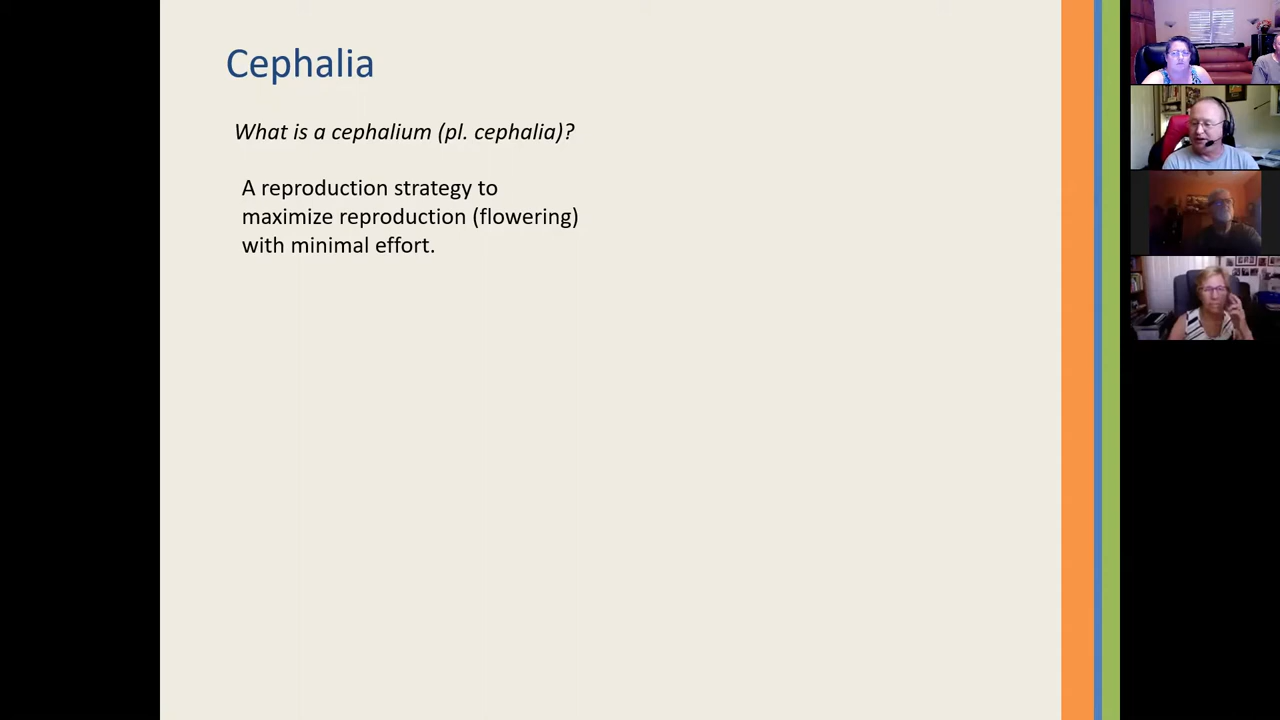 Cephalia
What is a cephalium (pl. cephalia)?
A reproduction strategy to
maximize reproduction (flowering)
with minimal effort.